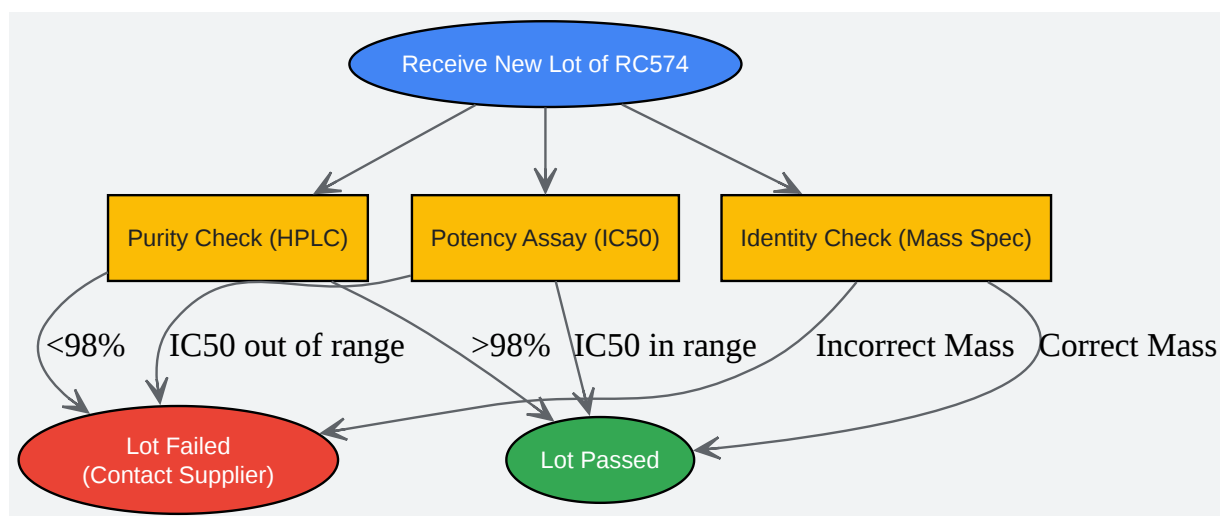 Receive New Lot of RC574
Purity Check (HPLC)
Potency Assay (IC50)
Identity Check (Mass Spec)
<98%
IC50 out of range
>98%
IC50 in range
Incorrect Mass
Correct Mass
Lot Failed
(Contact Supplier)
Lot Passed